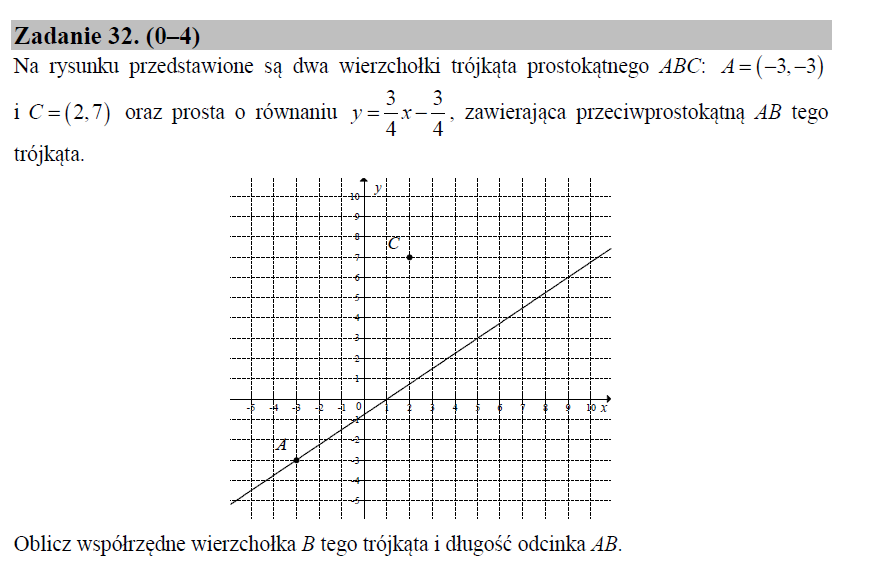 Zadanie 32. (0–4)
Na rysunku przedstawione są dwa wierzchołki trójkąta prostokątnego ABC: A = (−3, −3)
i C = (2, 7) oraz prosta o równaniu y = 3/4 x − 3/4, zawierająca przeciwprostokątną AB tego
trójkąta.
y
10
9
8
C
7
6
5
4
3
2
1
-5 -4 -3 -2 -1 0 1 2 3 4 5 6 7 8 9 10 x
-1
-2
A
-3
-4
-5
Oblicz współrzędne wierzchołka B tego trójkąta i długość odcinka AB.